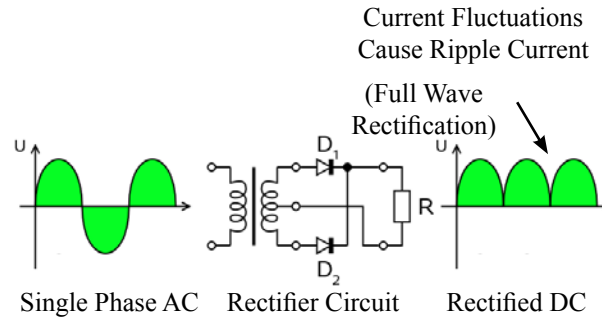 Current Fluctuations
Cause Ripple Current
(Full Wave
Rectification)
U
D1
D2
R
U
Single Phase AC
Rectifier Circuit
Rectified DC